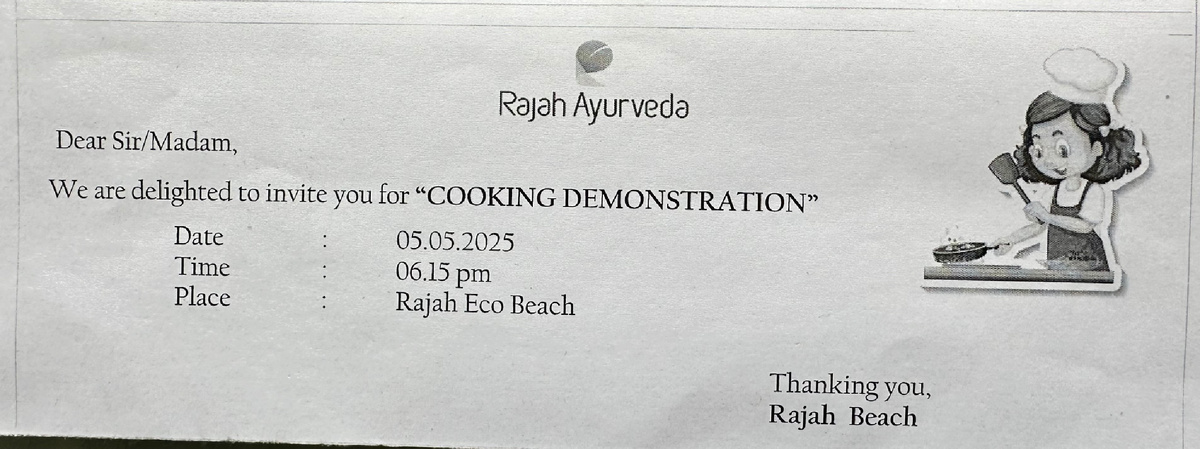 Rajah Ayurveda
Dear Sir/Madam,
We are delighted to invite you for “COOKING DEMONSTRATION”
Date : 05.05.2025
Time : 06.15 pm
Place : Rajah Eco Beach
Thanking you,
Rajah Beach